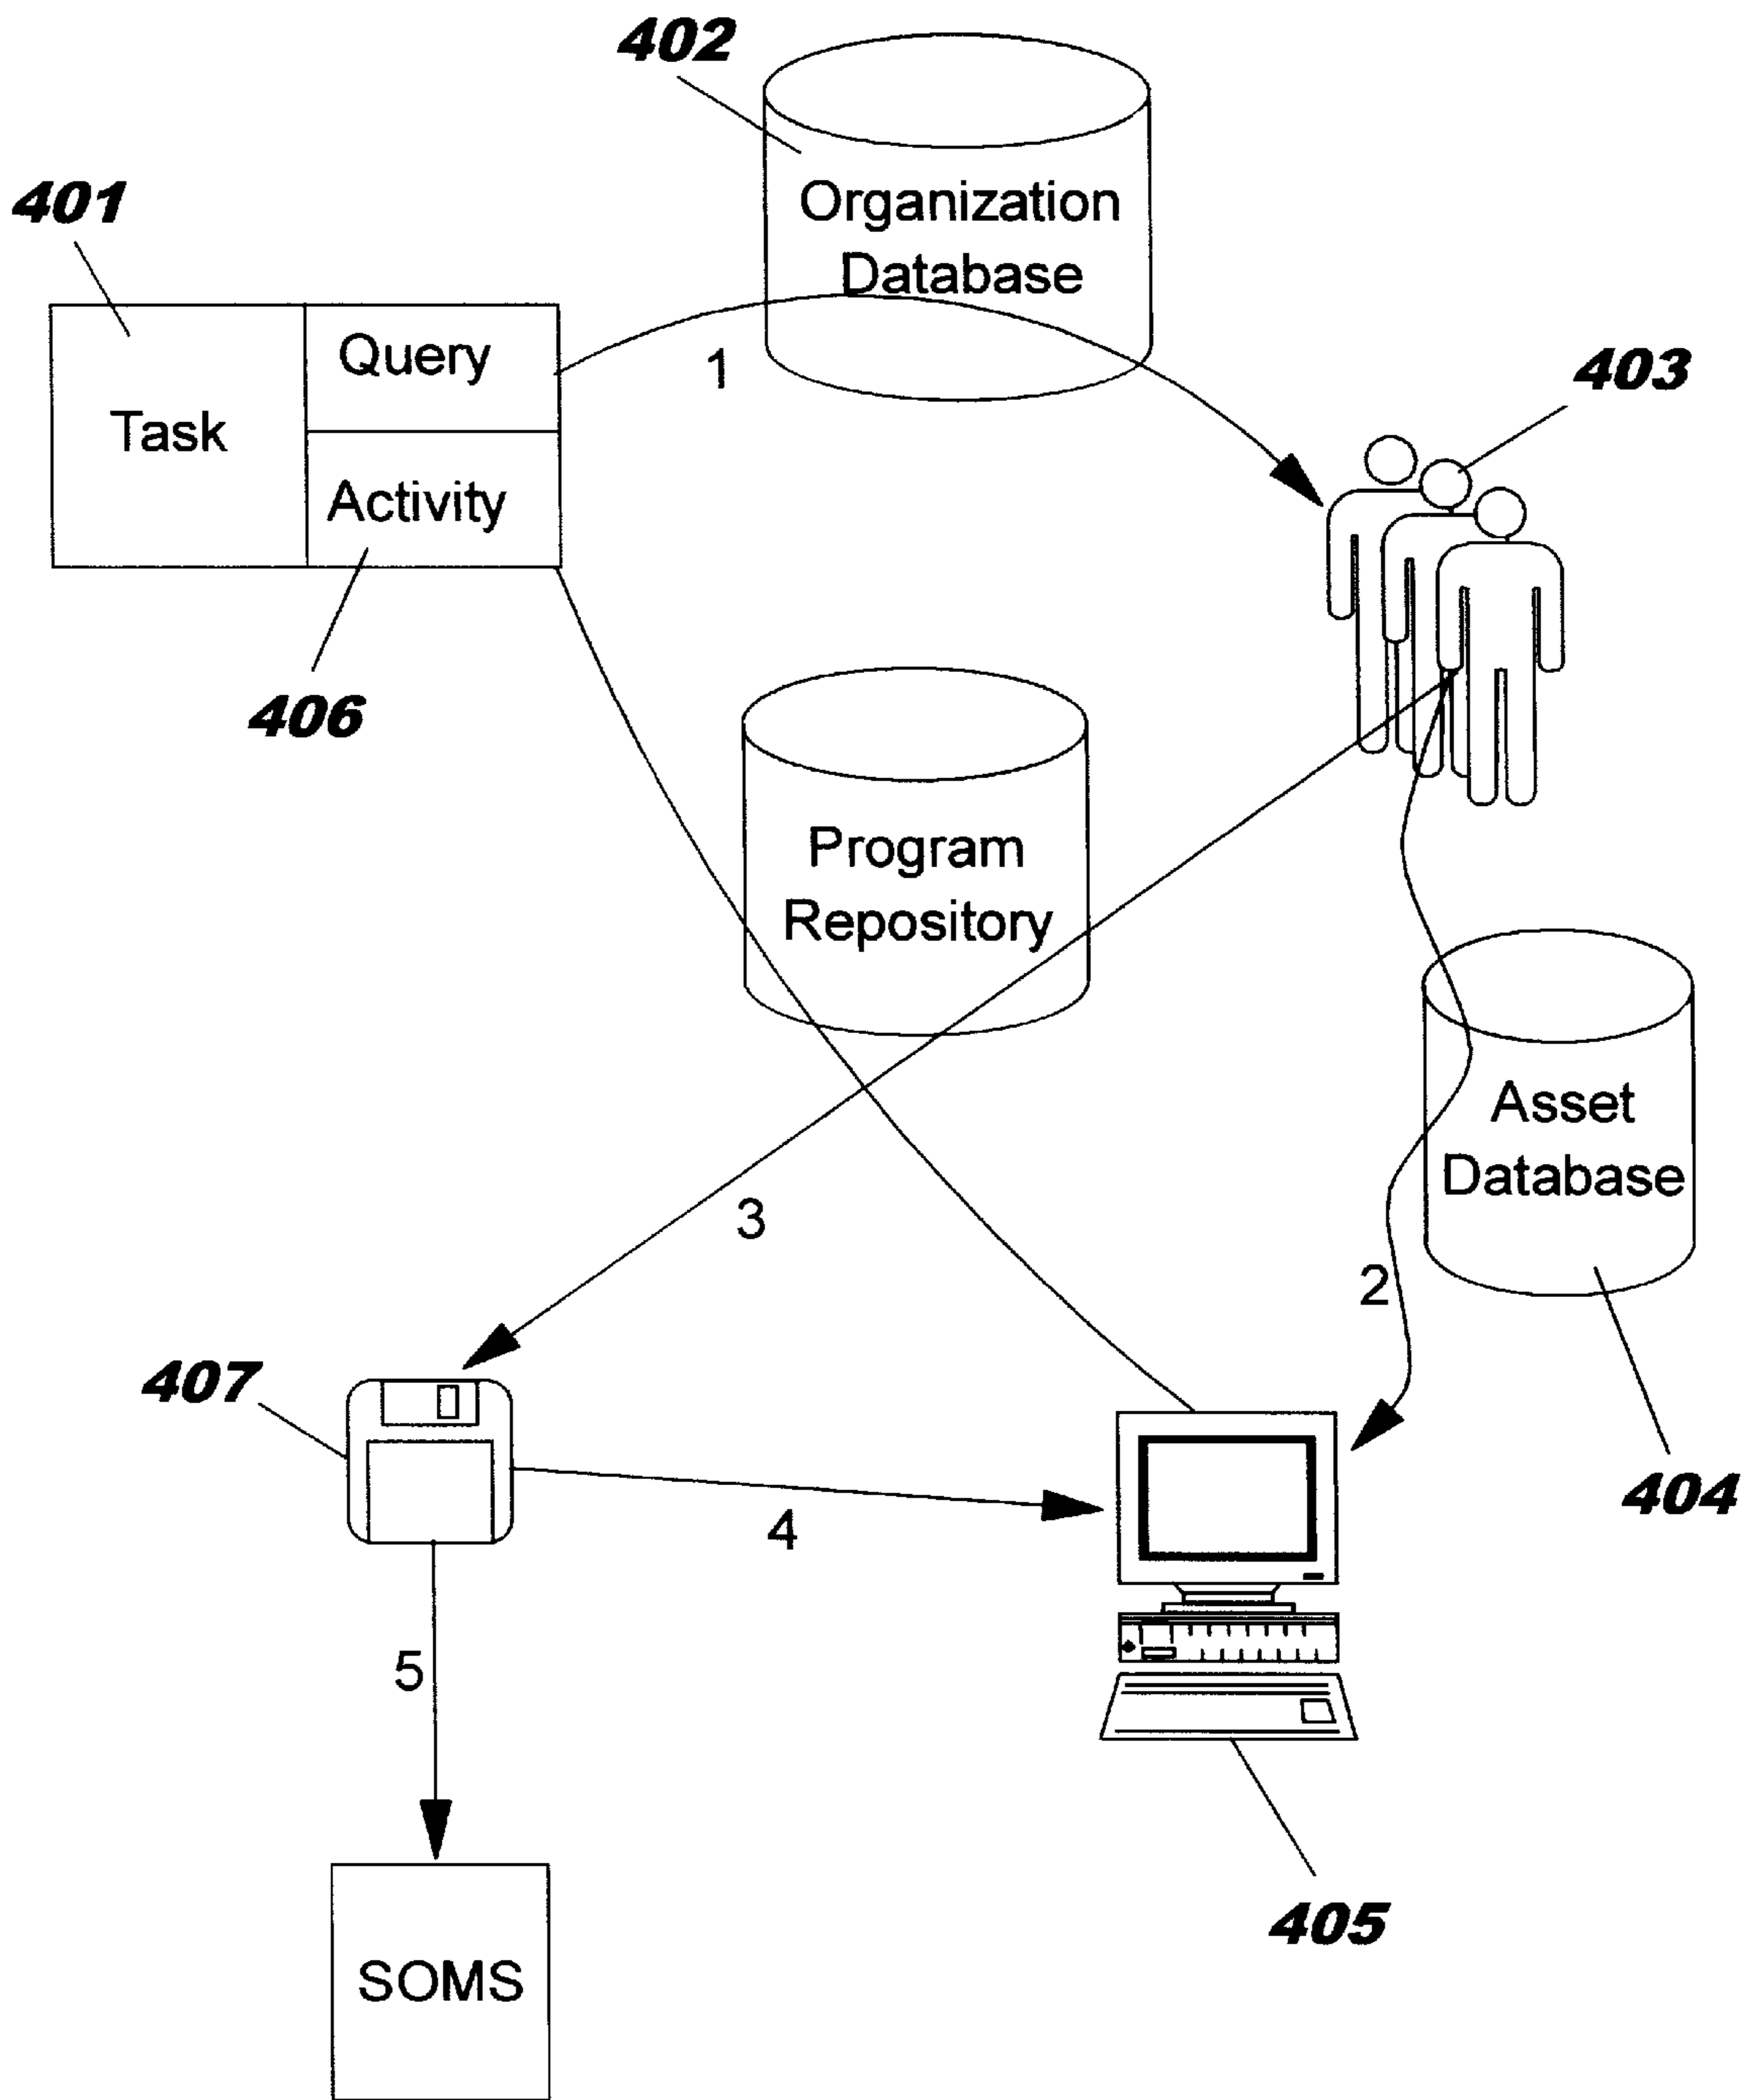 402
401
Organization
Database
Query
1
403
Task
Activity
406
Program
Repository
Asset
Database
3
2
407
404
4
5
405
SOMS